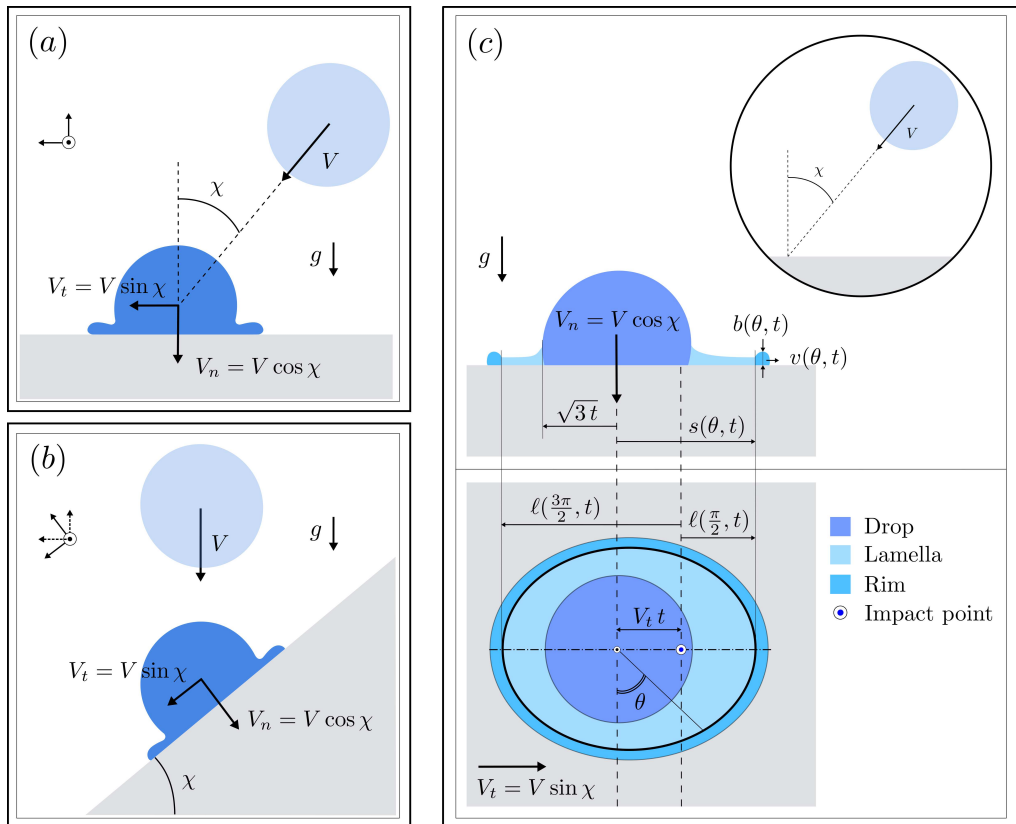 (a)
V
χ
g
V_t = V sin χ
V_n = V cos χ
(b)
V
g
V_t = V sin χ
V_n = V cos χ
χ
(c)
V
χ
g
V_n = V cos χ
b(θ, t)
v(θ, t)
√3 t
s(θ, t)
ℓ(3π/2, t)
ℓ(π/2, t)
V_t t
θ
V_t = V sin χ
Drop
Lamella
Rim
Impact point